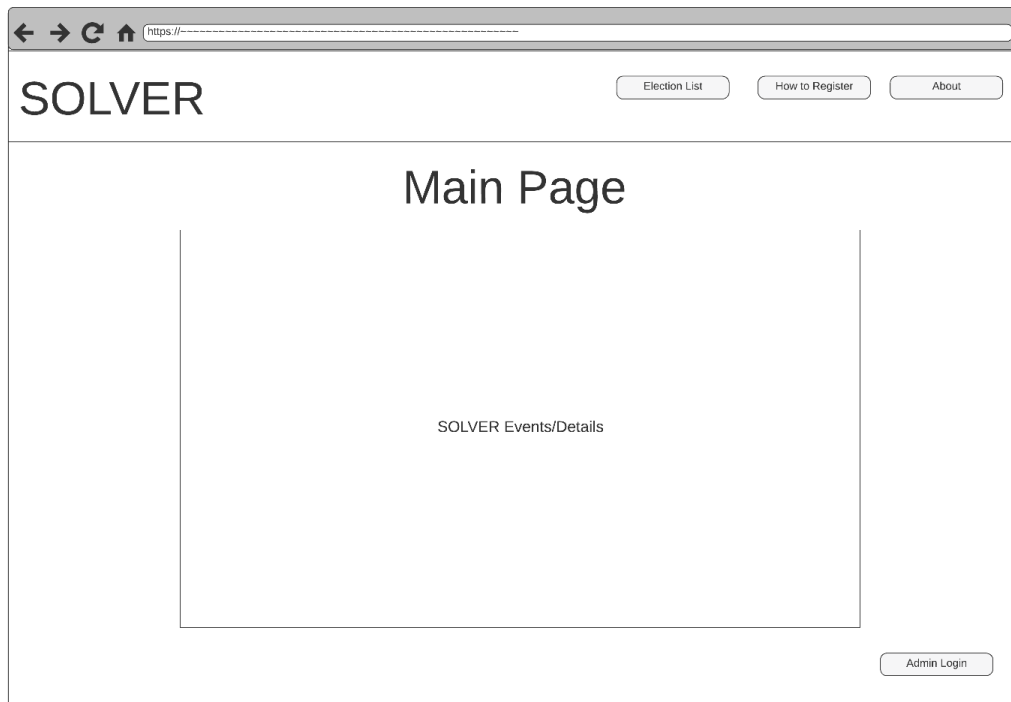 https://~~~~~~~~~~~~~~~~~~~~~~~~~~~~~~~~~~~~~~~~~~~~~~~~~~~~~
SOLVER
Election List
How to Register
About
Main Page
SOLVER Events/Details
Admin Login